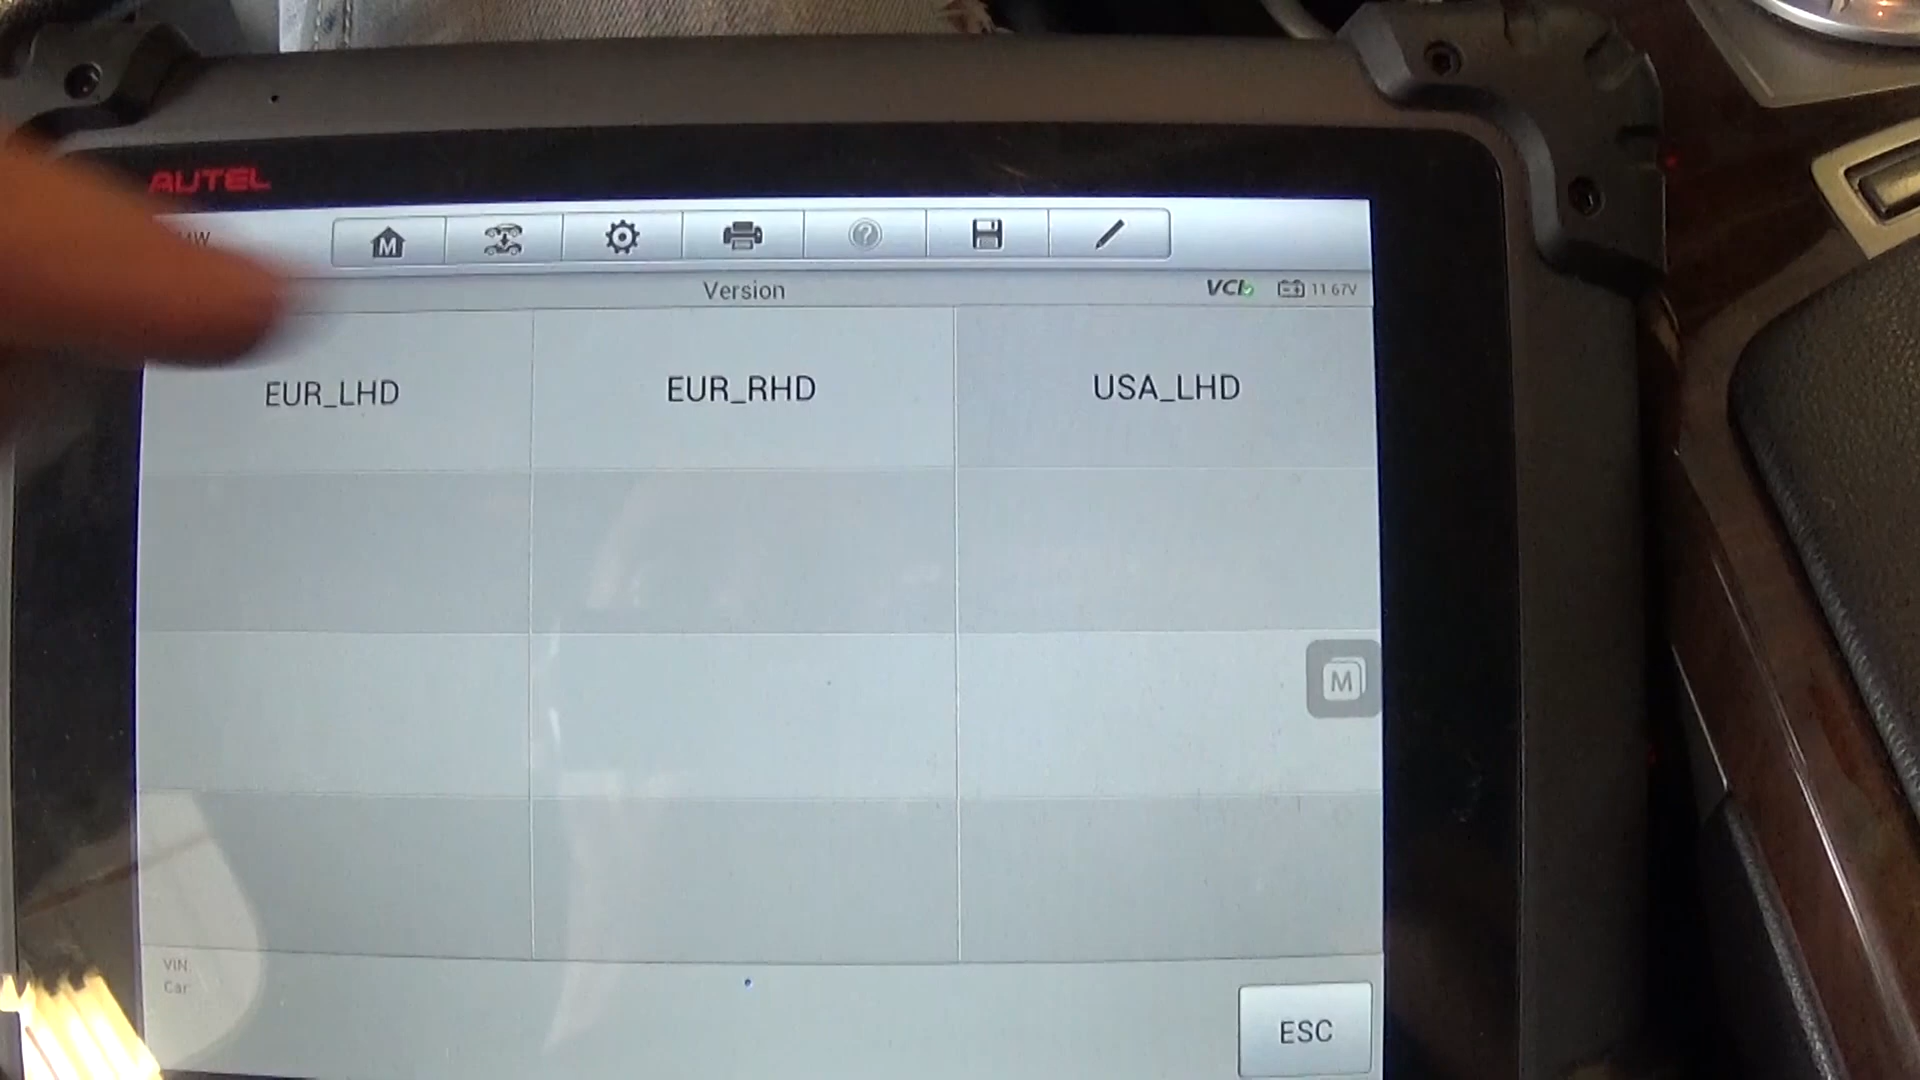 AUTEL
M
Version
VCI
11.67V
EUR_LHD
EUR_RHD
USA_LHD
M
VIN:
Car:
ESC